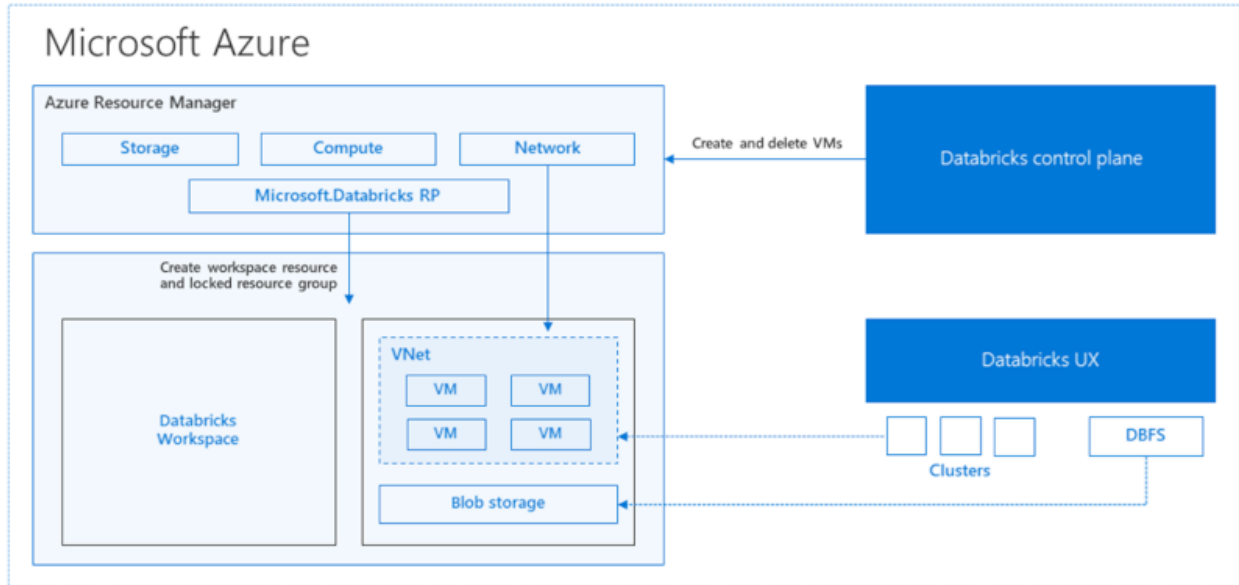 Microsoft Azure
Azure Resource Manager
Storage
Compute
Network
Microsoft.Databricks RP
Create and delete VMs
Databricks control plane
Create workspace resource
and locked resource group
Databricks
Workspace
VNet
VM
VM
VM
VM
Blob storage
Databricks UX
Clusters
DBFS